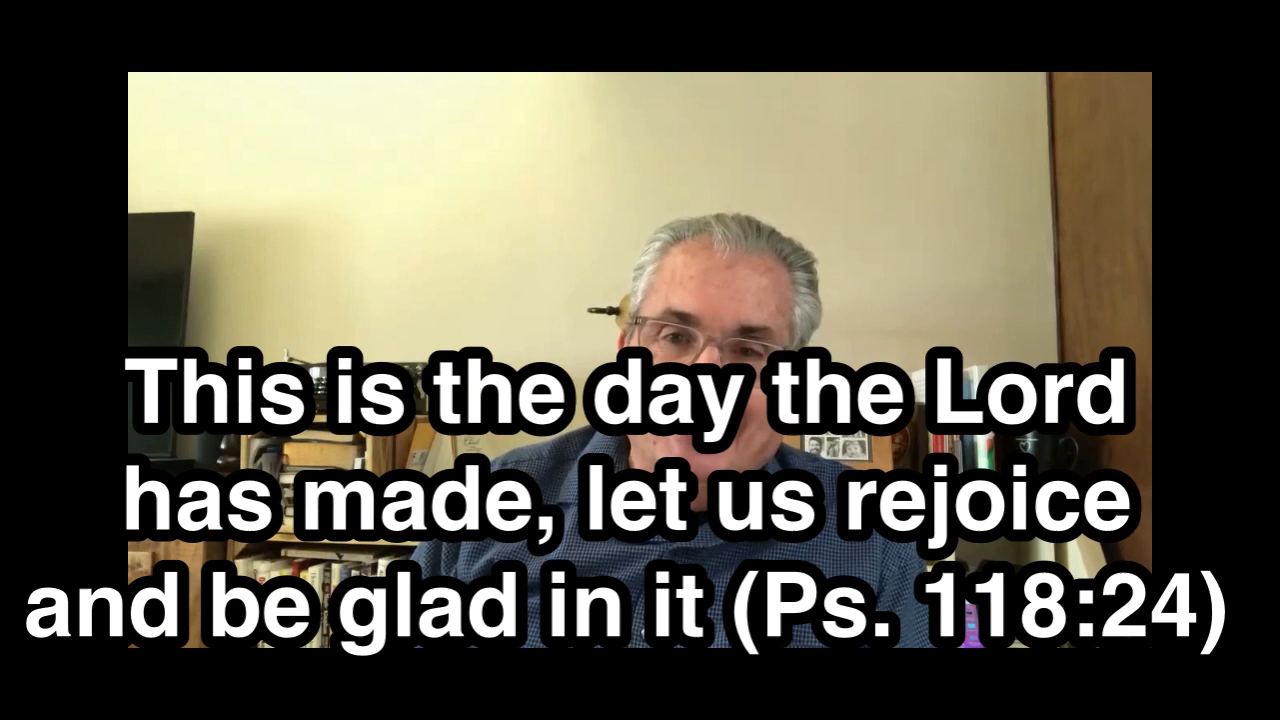 This is the day the Lord
has made, let us rejoice
and be glad in it (Ps. 118:24)